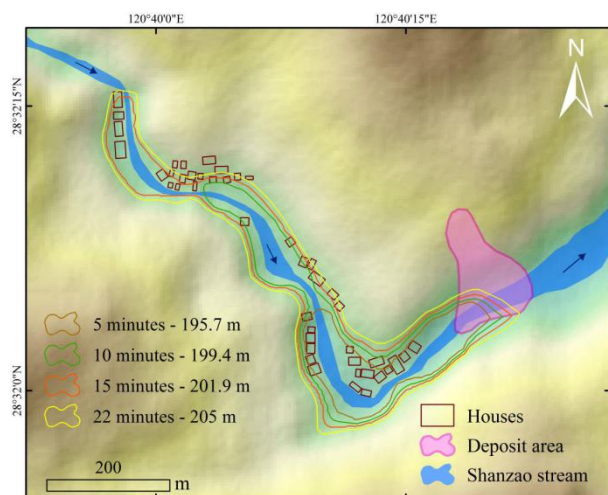 120°40'0"E 120°40'15"E
28°32'15"N
28°32'0"N
N
5 minutes - 195.7 m
10 minutes - 199.4 m
15 minutes - 201.9 m
22 minutes - 205 m
200
m
Houses
Deposit area
Shanzao stream